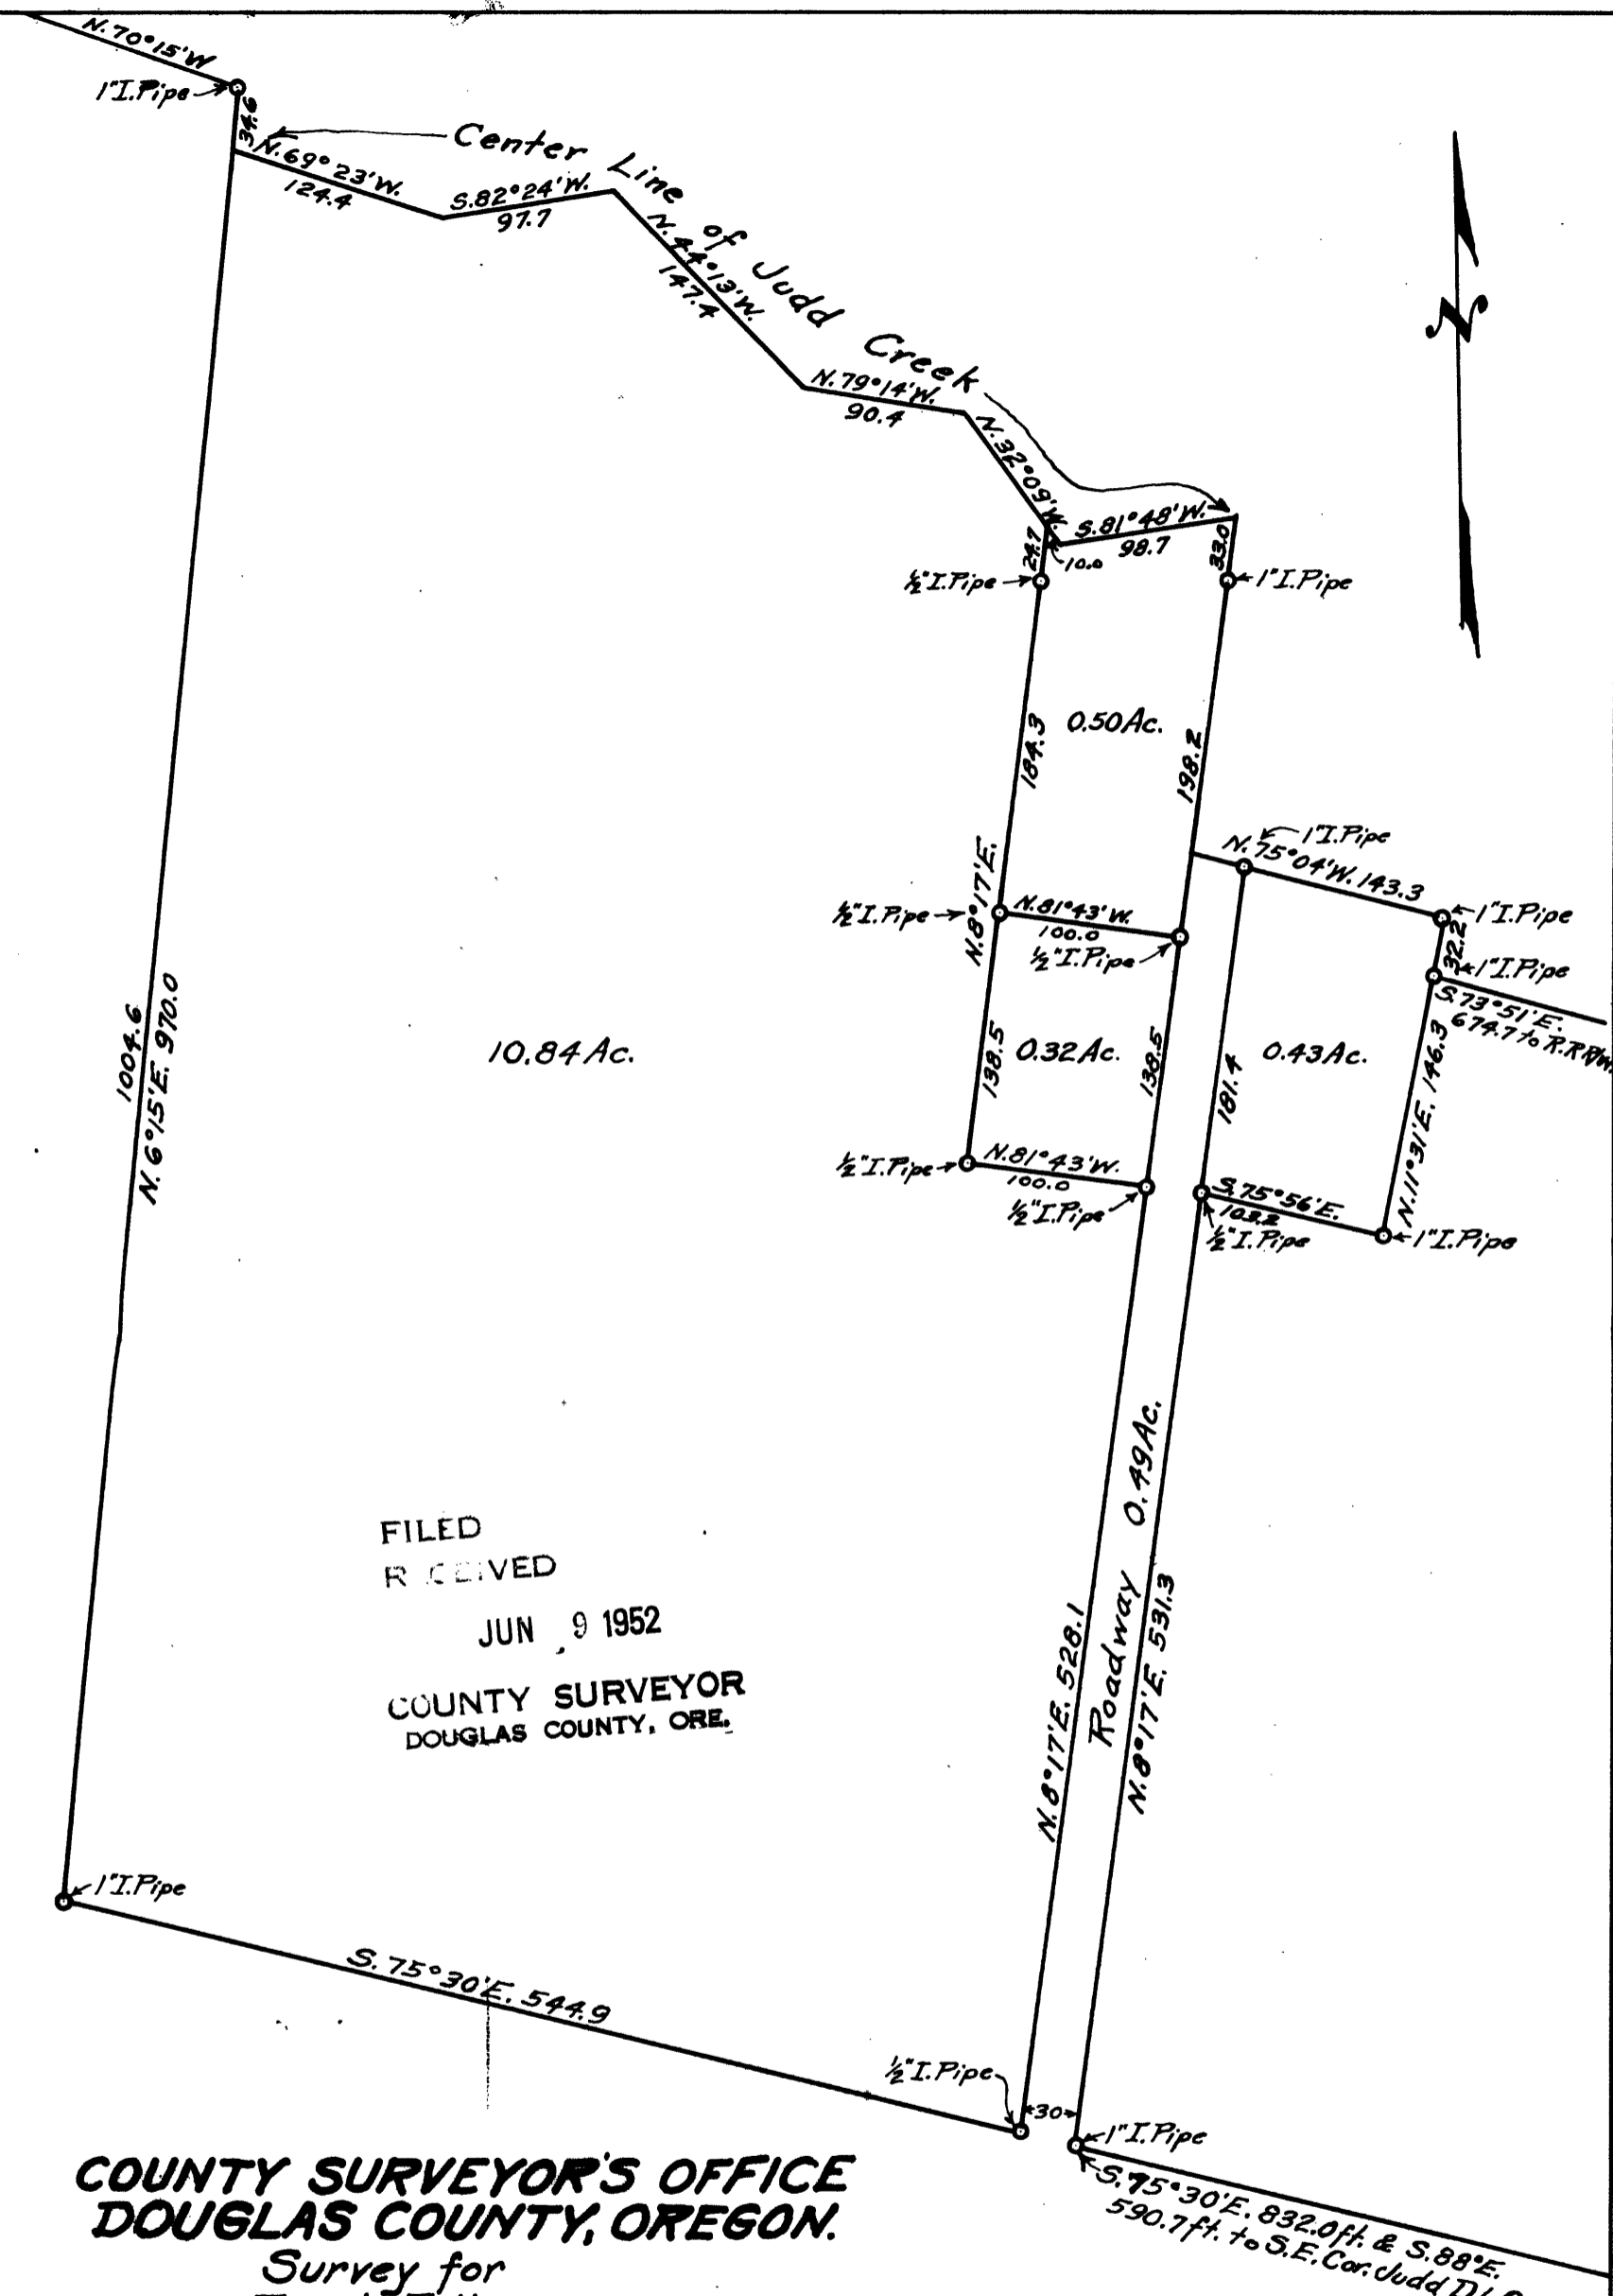 N.70°15'W
1"I.Pipe
34.6
Center Line of Judd Creek
N.69°23'W.
124.4
S.82°24'W.
97.7
N.44°13'W.
147.4
N.79°14'W.
90.4
N.32°09'W.
S.81°48'W.
98.7
10.0
24.7
33.0
½"I.Pipe
1"I.Pipe
N
0.50Ac.
184.3
198.2
1"I.Pipe
N.75°04'W. 143.3
N.8°17'E.
½"I.Pipe
N.81°43'W.
100.0
½"I.Pipe
1"I.Pipe
32.2
1"I.Pipe
S.73°51'E.
674.7 to R.R.R/W.
1004.6
N.6°15'E. 970.0
10.84 Ac.
138.5
0.32Ac.
138.5
181.4
0.43Ac.
N.11°31'E. 146.3
½"I.Pipe
N.81°43'W.
100.0
½"I.Pipe
S.75°56'E.
103.2
½"I.Pipe
1"I.Pipe
Roadway 0.49Ac.
N.8°17'E. 528.1
N.8°17'E. 531.3
FILED
RECEIVED
JUN 9 1952
COUNTY SURVEYOR
DOUGLAS COUNTY, ORE.
1"I.Pipe
S.75°30'E. 544.9
½"I.Pipe
30
1"I.Pipe
S.75°30'E. 832.0ft. & S.88°E.
590.7ft. to S.E. Cor. Judd
COUNTY SURVEYOR'S OFFICE
DOUGLAS COUNTY, OREGON.
Survey for